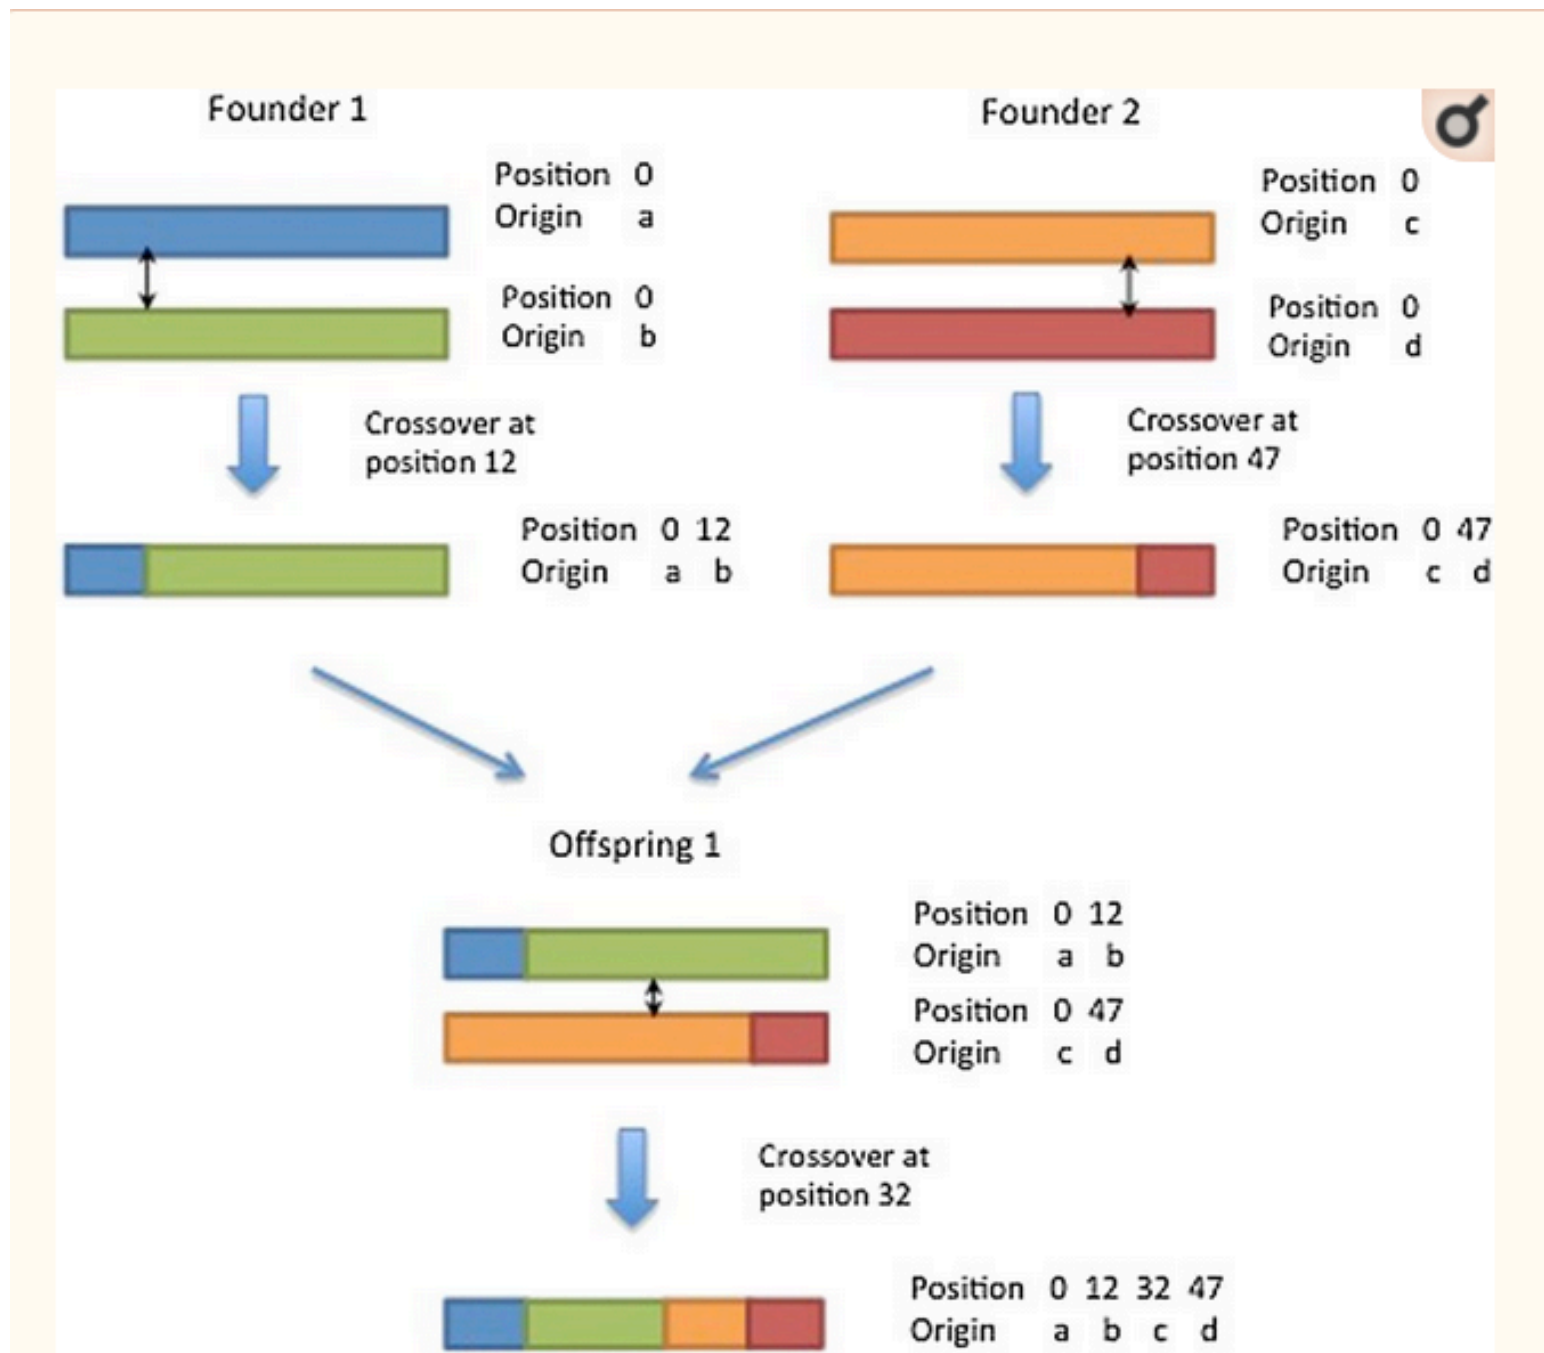 Founder 1
Position 0
Origin a
Position 0
Origin b
Crossover at
position 12
Position 0 12
Origin a b
Founder 2
Position 0
Origin c
Position 0
Origin d
Crossover at
position 47
Position 0 47
Origin c d
Offspring 1
Position 0 12
Origin a b
Position 0 47
Origin c d
Crossover at
position 32
Position 0 12 32 47
Origin a b c d